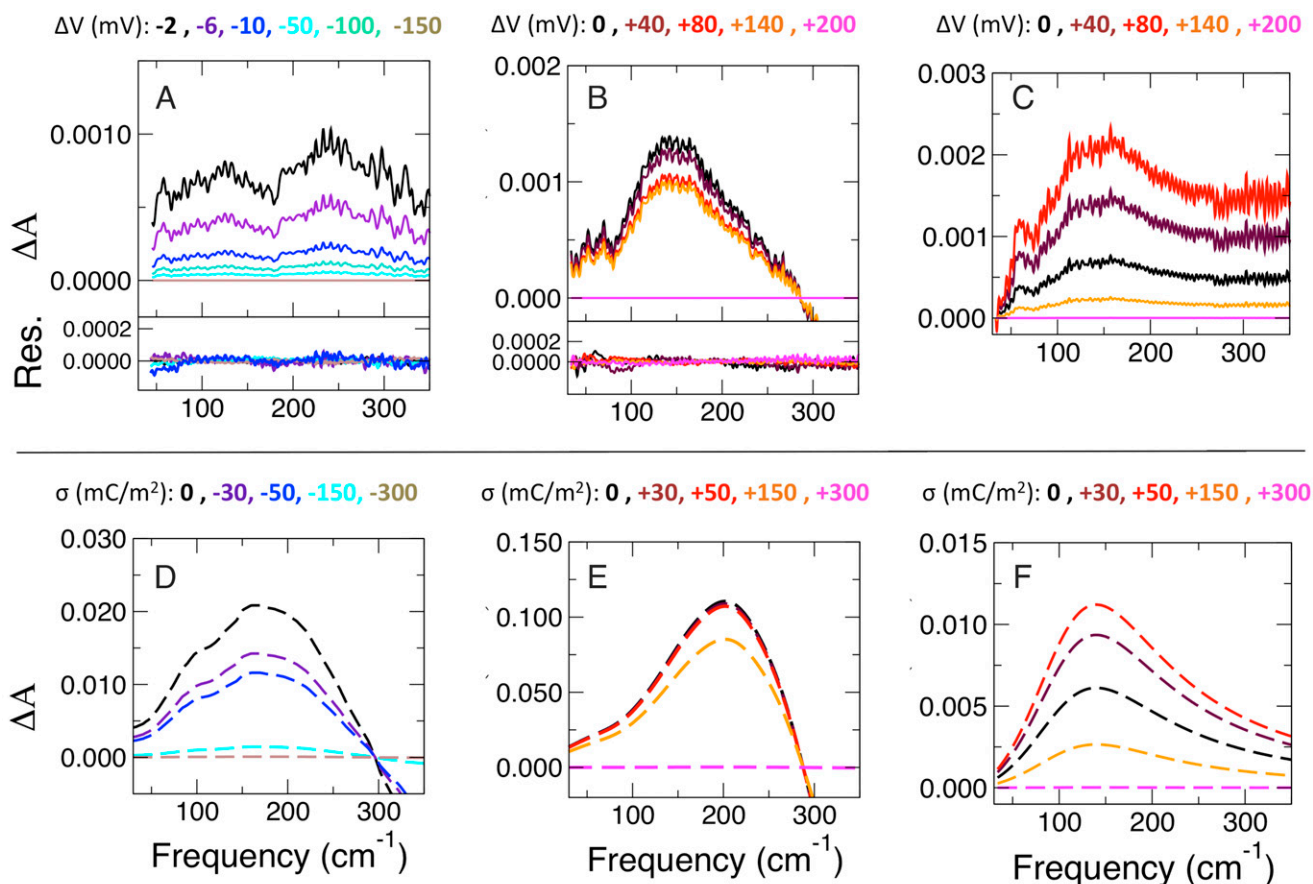 ΔV (mV): -2 , -6, -10, -50, -100, -150
ΔV (mV): 0 , +40, +80, +140 , +200
ΔV (mV): 0 , +40, +80, +140 , +200
A
B
C
ΔA
0.0010
0.0000
Res.
0.0002
0.0000
100 200 300
0.002
0.001
0.000
0.0002
0.0000
100 200 300
0.003
0.002
0.001
0.000
100 200 300
σ (mC/m²): 0 , -30, -50, -150, -300
σ (mC/m²): 0 , +30, +50, +150, +300
σ (mC/m²): 0 , +30, +50, +150 , +300
D
E
F
ΔA
0.030
0.020
0.010
0.000
100 200 300
Frequency (cm⁻¹)
0.150
0.100
0.050
0.000
100 200 300
Frequency (cm⁻¹)
0.015
0.010
0.005
0.000
100 200 300
Frequency (cm⁻¹)